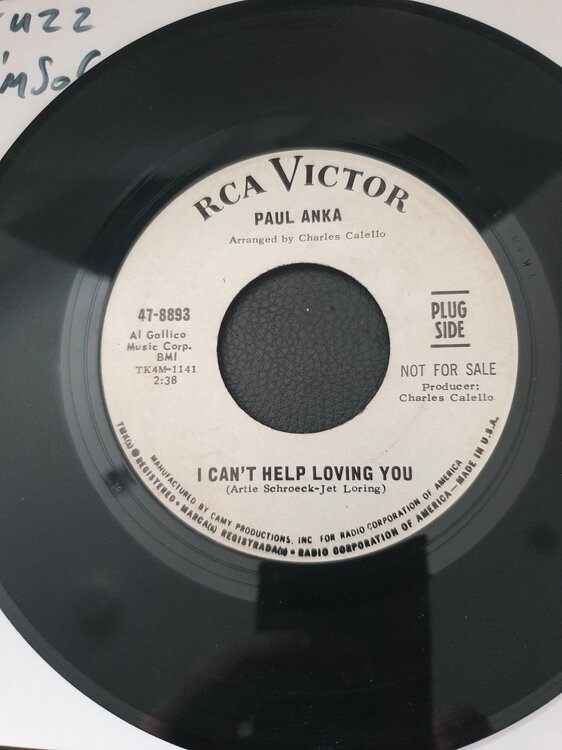 RCA VICTOR
PAUL ANKA
Arranged by Charles Calello
47-8893
Al Gallico
Music Corp.
BMI
TK4M-1141
2:38
PLUG
SIDE
NOT FOR SALE
Producer:
Charles Calello
I CAN'T HELP LOVING YOU
(Artie Schroeck-Jet Loring)
MANUFACTURED BY CAMY PRODUCTIONS, INC FOR RADIO CORPORATION OF AMERICA
TMK(s) ® REGISTERED • MARCA(s) REGISTRADA(s) • RADIO CORPORATION OF AMERICA—MADE IN U.S.A.